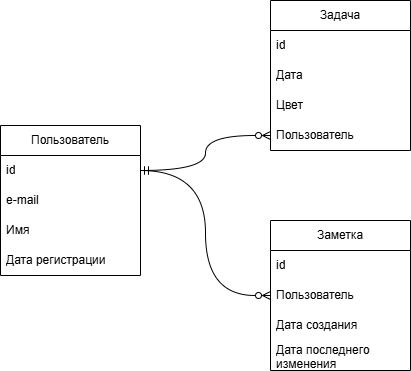 Задача
id
Дата
Цвет
Пользователь
Пользователь
id
e-mail
Имя
Дата регистрации
Заметка
id
Пользователь
Дата создания
Дата последнего
изменения